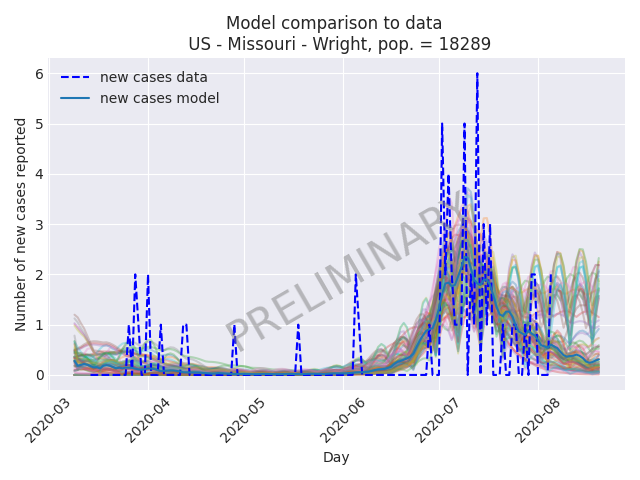 Model comparison to data
US - Missouri - Wright, pop. = 18289
6
5
4
3
2
1
0
Number of new cases reported
new cases data
new cases model
PRELIMINARY
2020-03
2020-04
2020-05
2020-06
2020-07
2020-08
Day